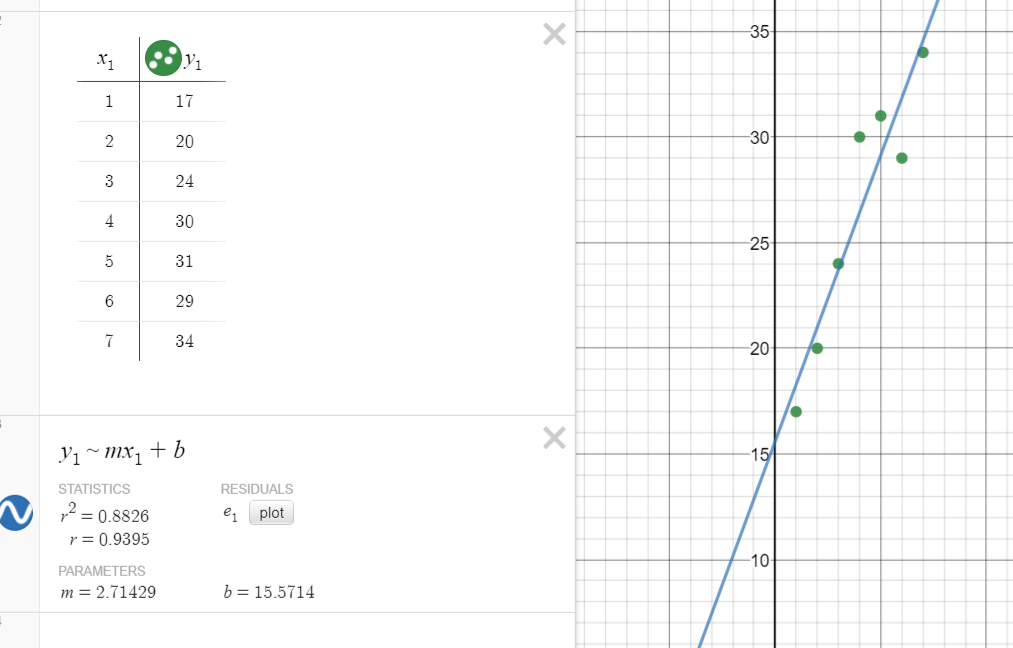 x₁ y₁
1 17
2 20
3 24
4 30
5 31
6 29
7 34
y₁ ~ mx₁ + b
STATISTICS RESIDUALS
r² = 0.8826 e₁ plot
r = 0.9395
PARAMETERS
m = 2.71429 b = 15.5714
35
30
25
20
15
10